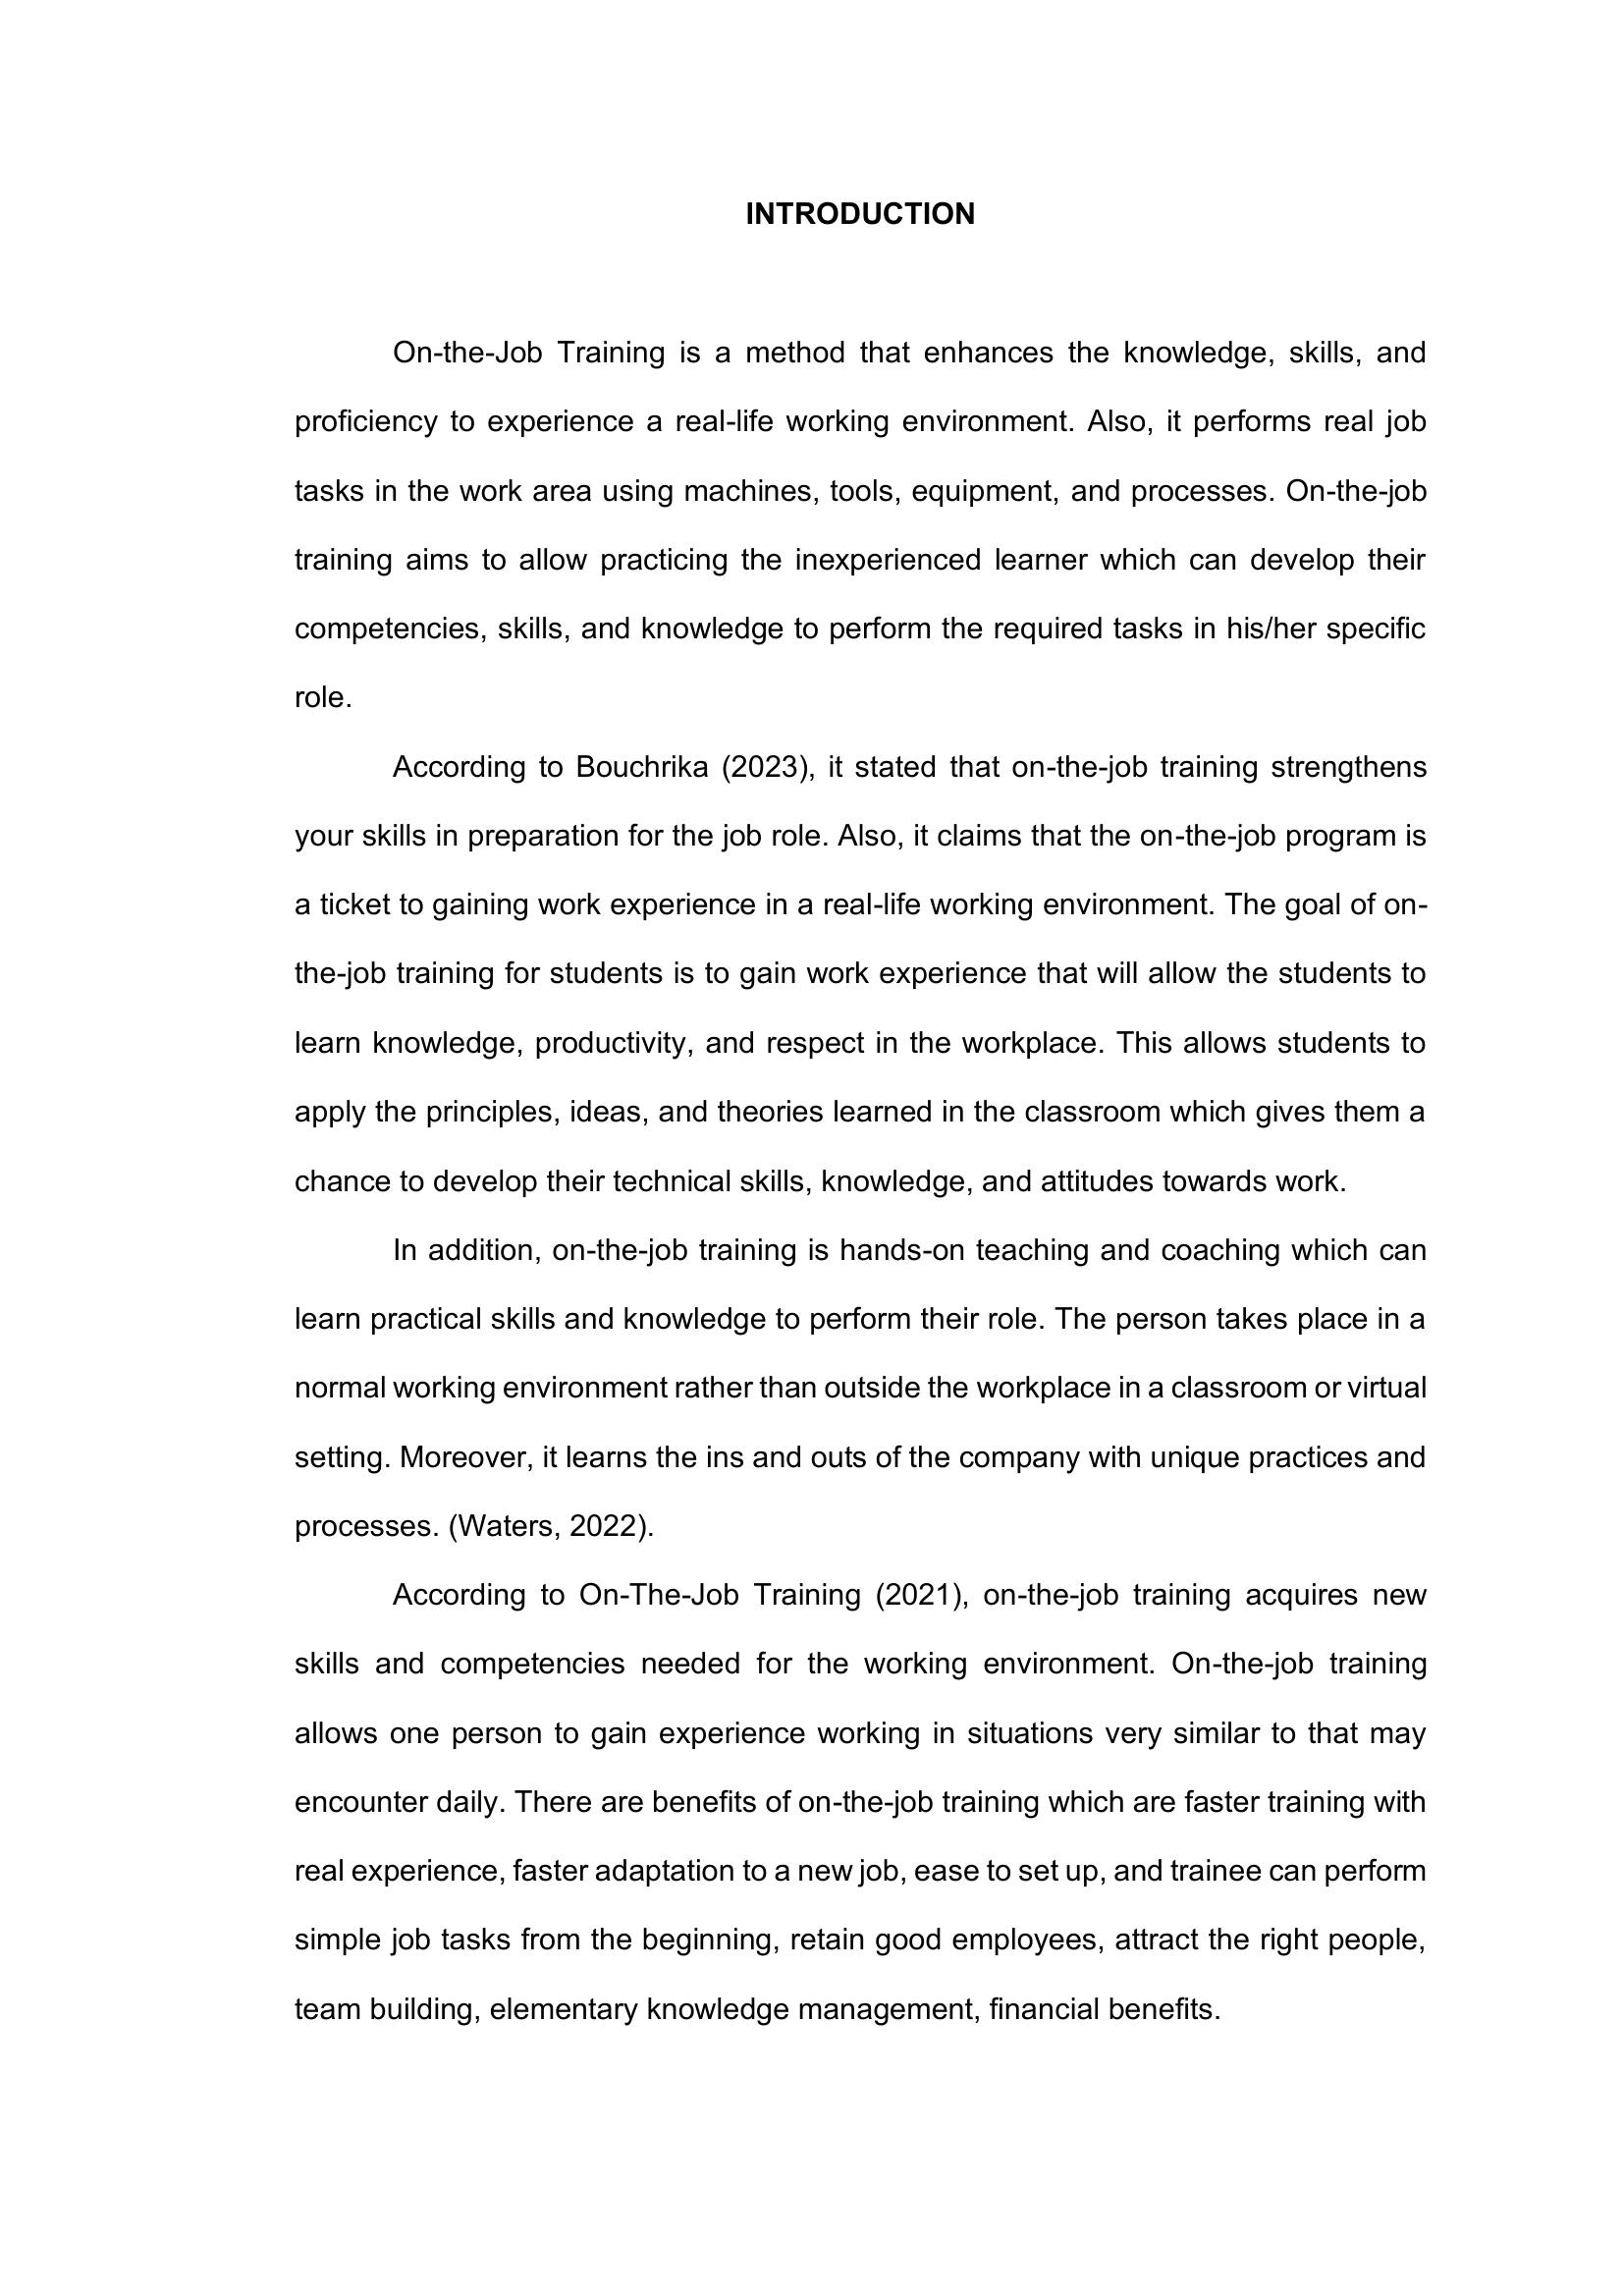 INTRODUCTION
On-the-Job Training is a method that enhances the knowledge, skills, and
proficiency to experience a real-life working environment. Also, it performs real job
tasks in the work area using machines, tools, equipment, and processes. On-the-job
training aims to allow practicing the inexperienced learner which can develop their
competencies, skills, and knowledge to perform the required tasks in his/her specific
role.
According to Bouchrika (2023), it stated that on-the-job training strengthens
your skills in preparation for the job role. Also, it claims that the on-the-job program is
a ticket to gaining work experience in a real-life working environment. The goal of on-
the-job training for students is to gain work experience that will allow the students to
learn knowledge, productivity, and respect in the workplace. This allows students to
apply the principles, ideas, and theories learned in the classroom which gives them a
chance to develop their technical skills, knowledge, and attitudes towards work.
In addition, on-the-job training is hands-on teaching and coaching which can
learn practical skills and knowledge to perform their role. The person takes place in a
normal working environment rather than outside the workplace in a classroom or virtual
setting. Moreover, it learns the ins and outs of the company with unique practices and
processes. (Waters, 2022).
According to On-The-Job Training (2021), on-the-job training acquires new
skills and competencies needed for the working environment. On-the-job training
allows one person to gain experience working in situations very similar to that may
encounter daily. There are benefits of on-the-job training which are faster training with
real experience, faster adaptation to a new job, ease to set up, and trainee can perform
simple job tasks from the beginning, retain good employees, attract the right people,
team building, elementary knowledge management, financial benefits.